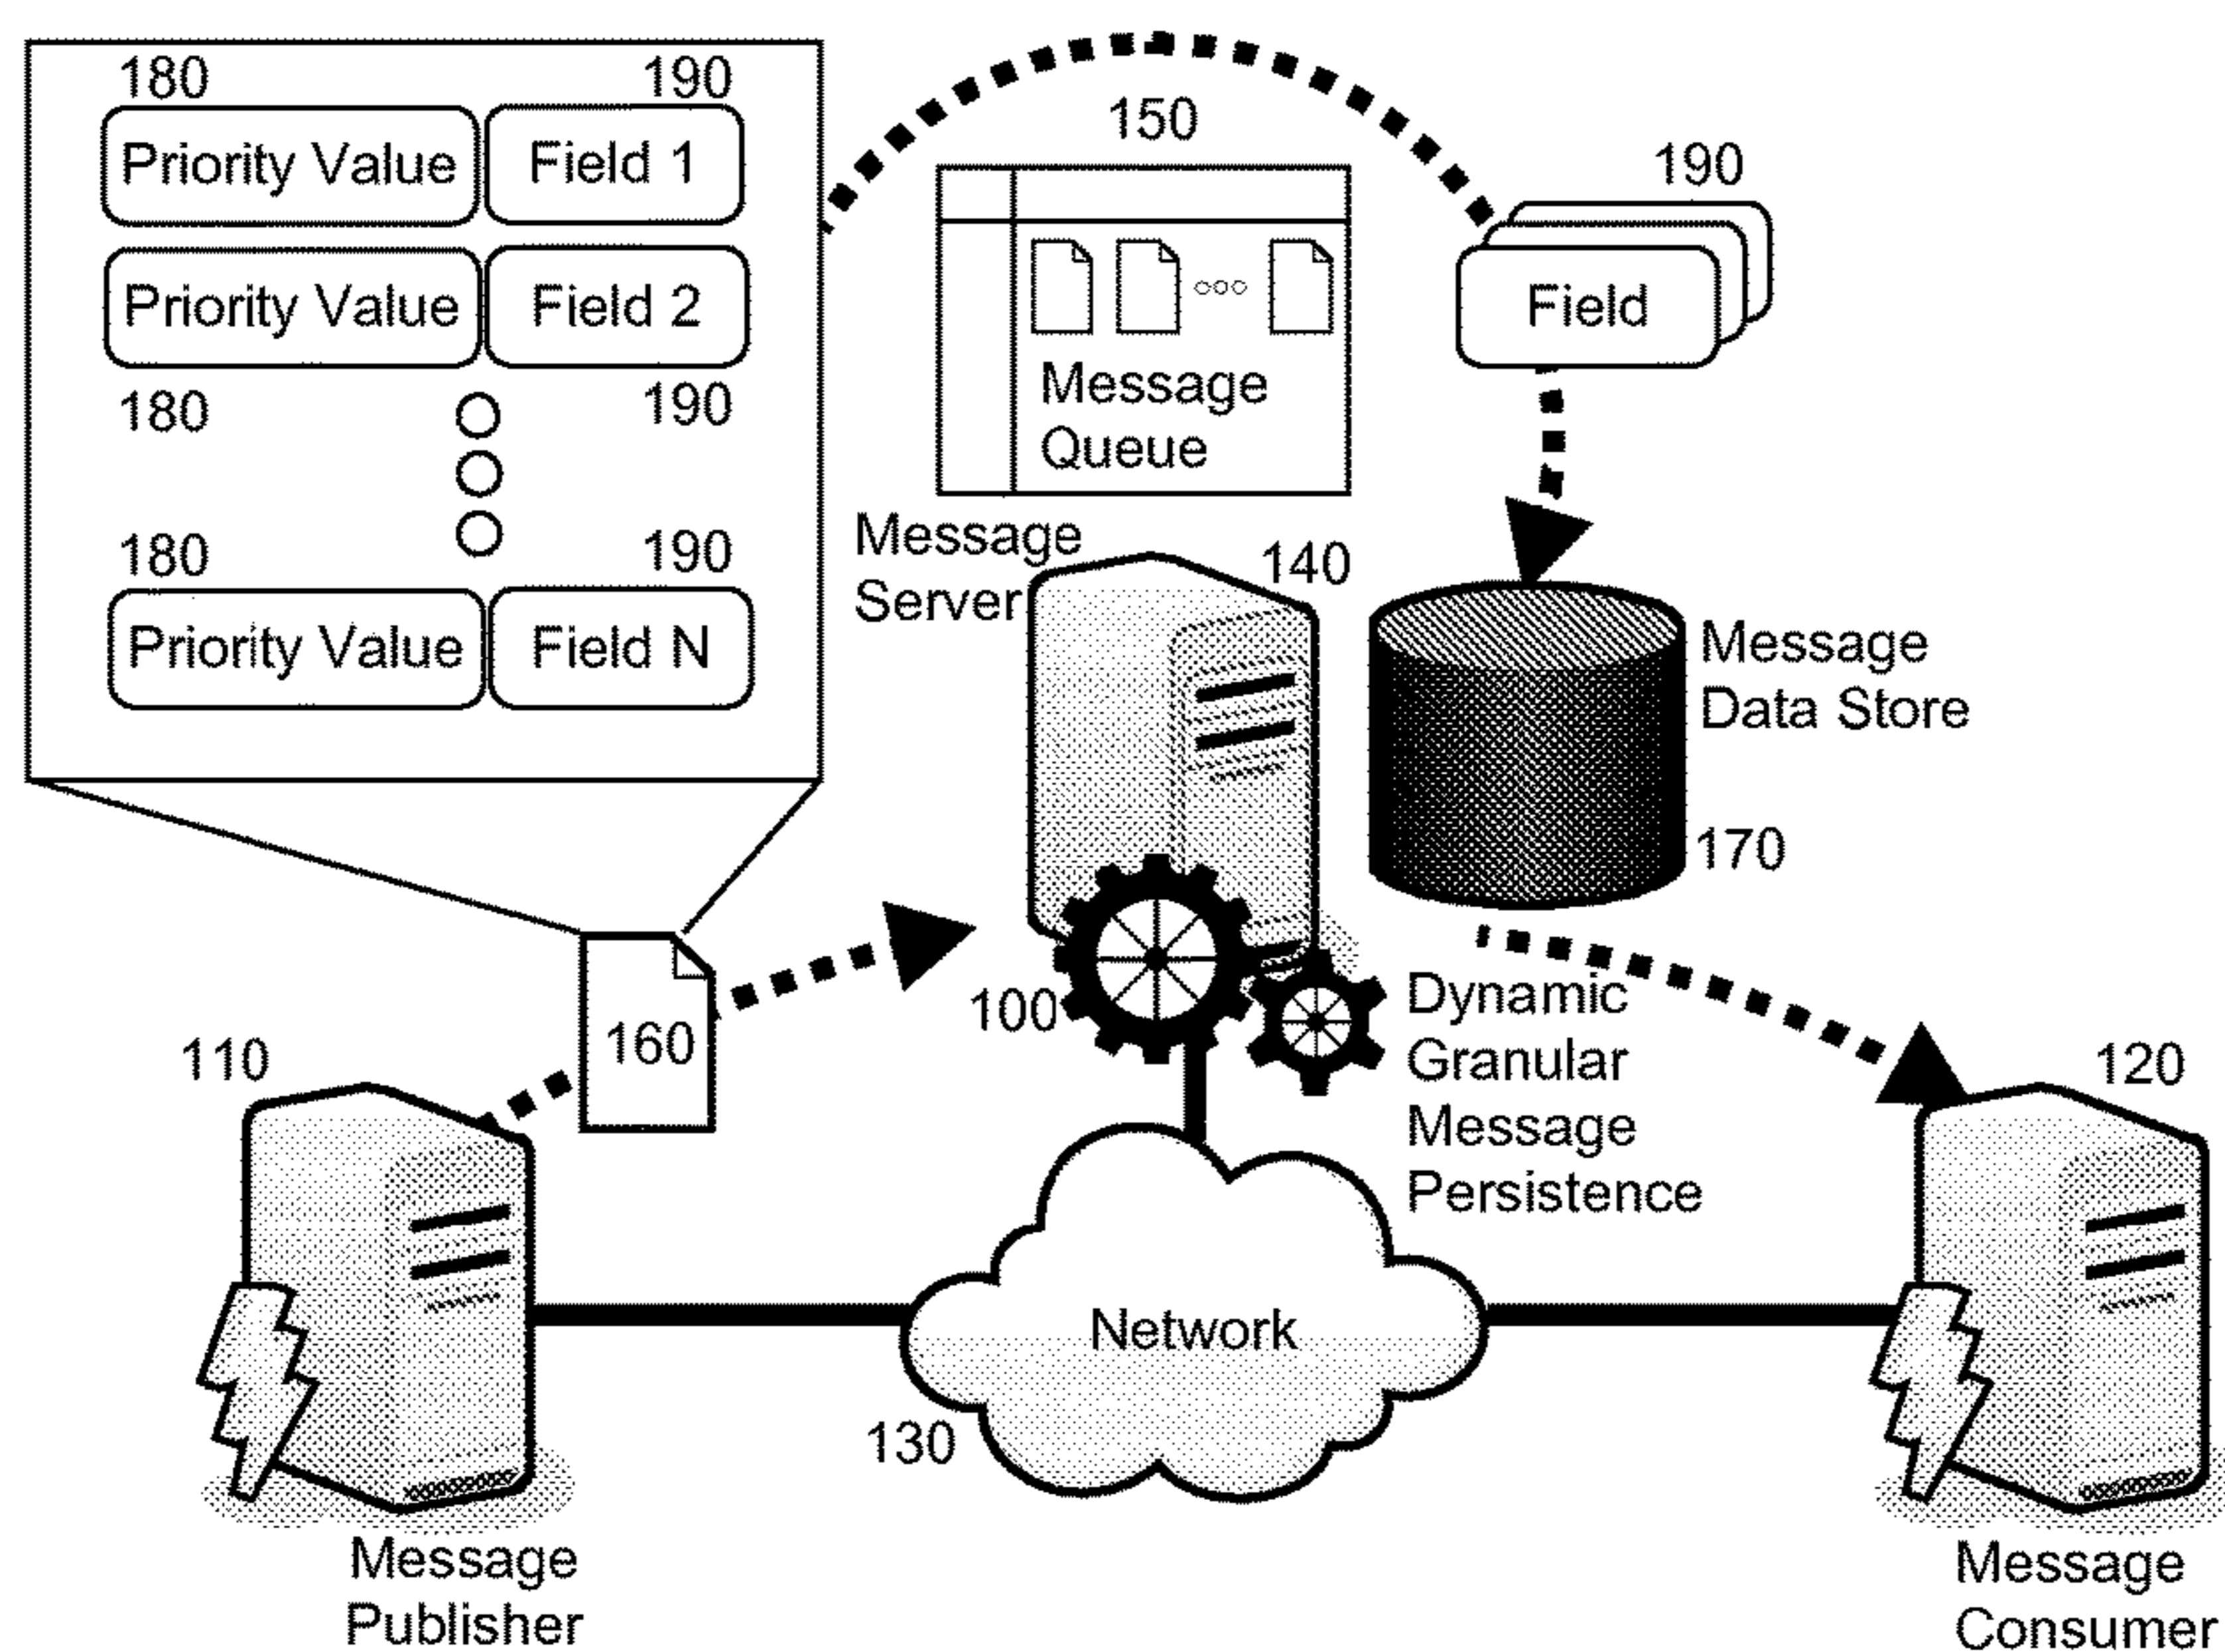 180 190
Priority Value Field 1
Priority Value Field 2
180 190
180 190
Priority Value Field N
150
Message
Queue
190
Field
Message
Server
140
Message
Data Store
170
160
100
Dynamic
Granular
Message
Persistence
110
Message
Publisher
Network
130
120
Message
Consumer